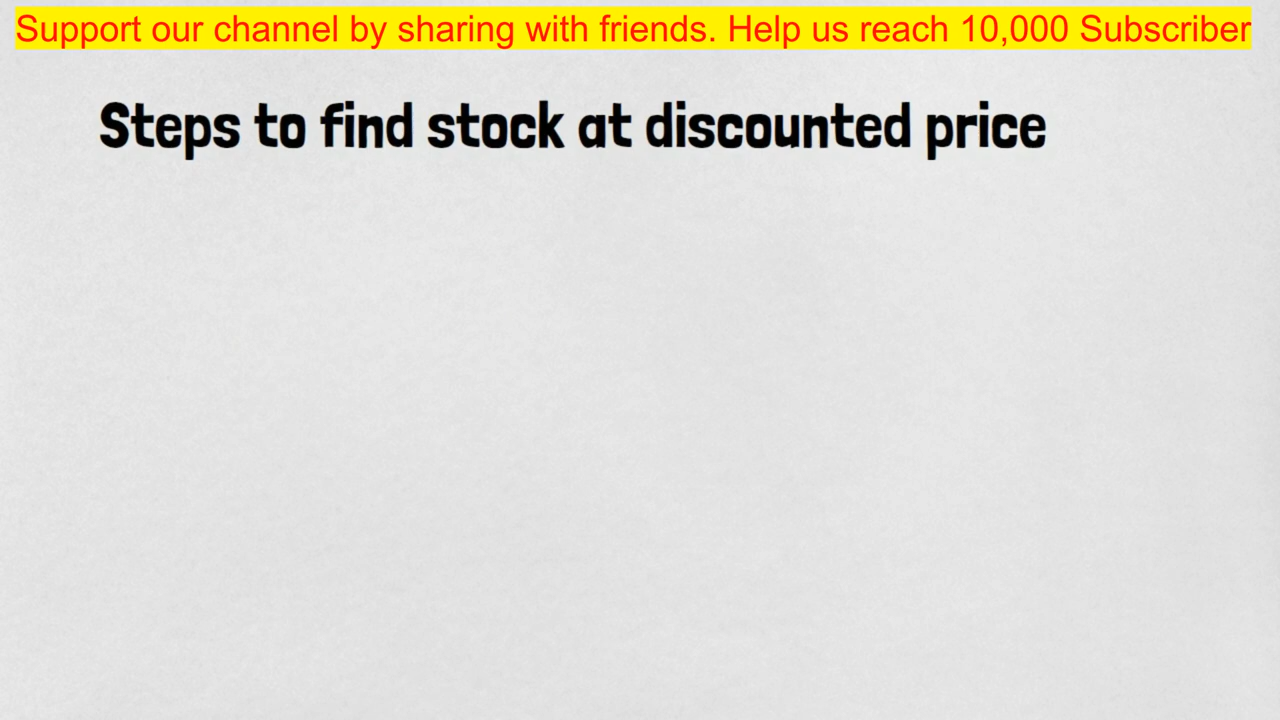 Support our channel by sharing with friends. Help us reach 10,000 Subscriber
Steps to find stock at discounted price